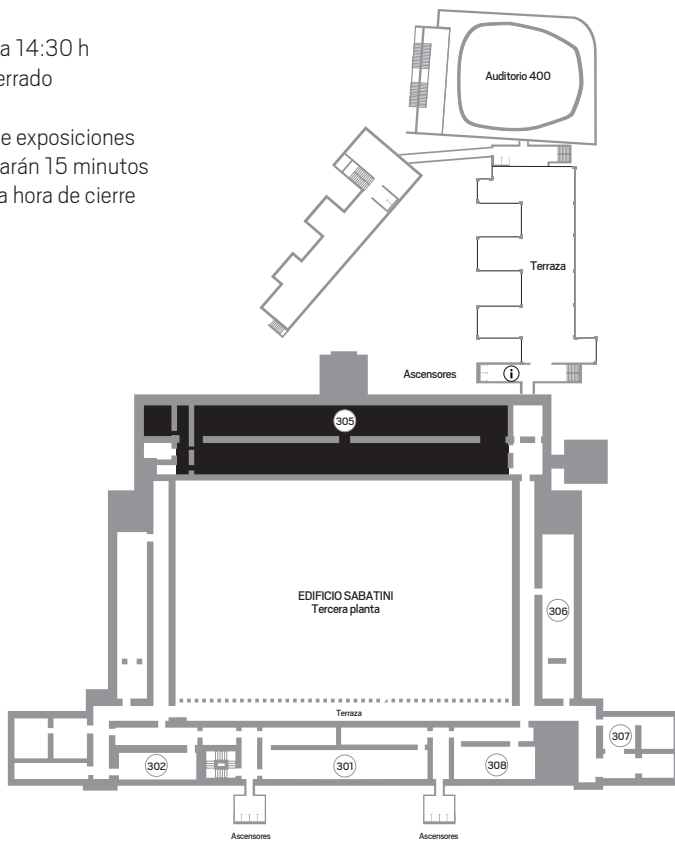 a 14:30 h
errado
e exposiciones
arán 15 minutos
a hora de cierre
Auditorio 400
Terraza
Ascensores
i
305
EDIFICIO SABATINI
Tercera planta
306
Terraza
307
302
301
308
Ascensores
Ascensores